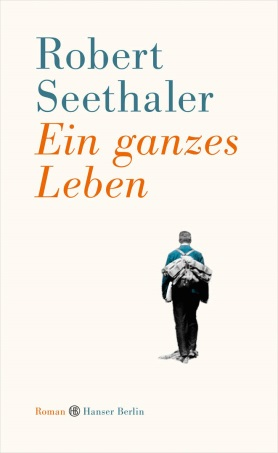 Robert
Seethaler
Ein ganzes
Leben
Roman Hanser Berlin